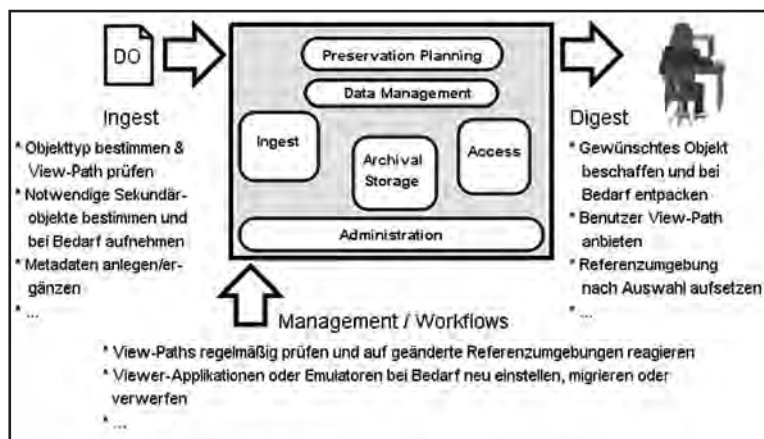 DO
Preservation Planning
Data Management
Ingest
Archival
Storage
Access
Administration
Ingest
* Objekttyp bestimmen &
View-Path prüfen
* Notwendige Sekundär-
objekte bestimmen und
bei Bedarf aufnehmen
* Metadaten anlegen/er-
gänzen
* ...
Digest
* Gewünschtes Objekt
beschaffen und bei
Bedarf entpacken
* Benutzer View-Path
anbieten
* Referenzumgebung
nach Auswahl aufsetzen
* ...
Management / Workflows
* View-Paths regelmäßig prüfen und auf geänderte Referenzumgebungen reagieren
* Viewer-Applikationen oder Emulatoren bei Bedarf neu einstellen, migrieren oder
verwerfen
* ...